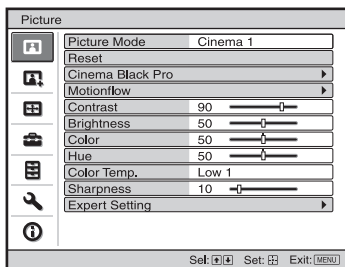 Picture
Picture Mode Cinema 1
Reset
Cinema Black Pro
Motionflow
Contrast 90
Brightness 50
Color 50
Hue 50
Color Temp. Low 1
Sharpness 10
Expert Setting
Sel: Set: Exit: MENU